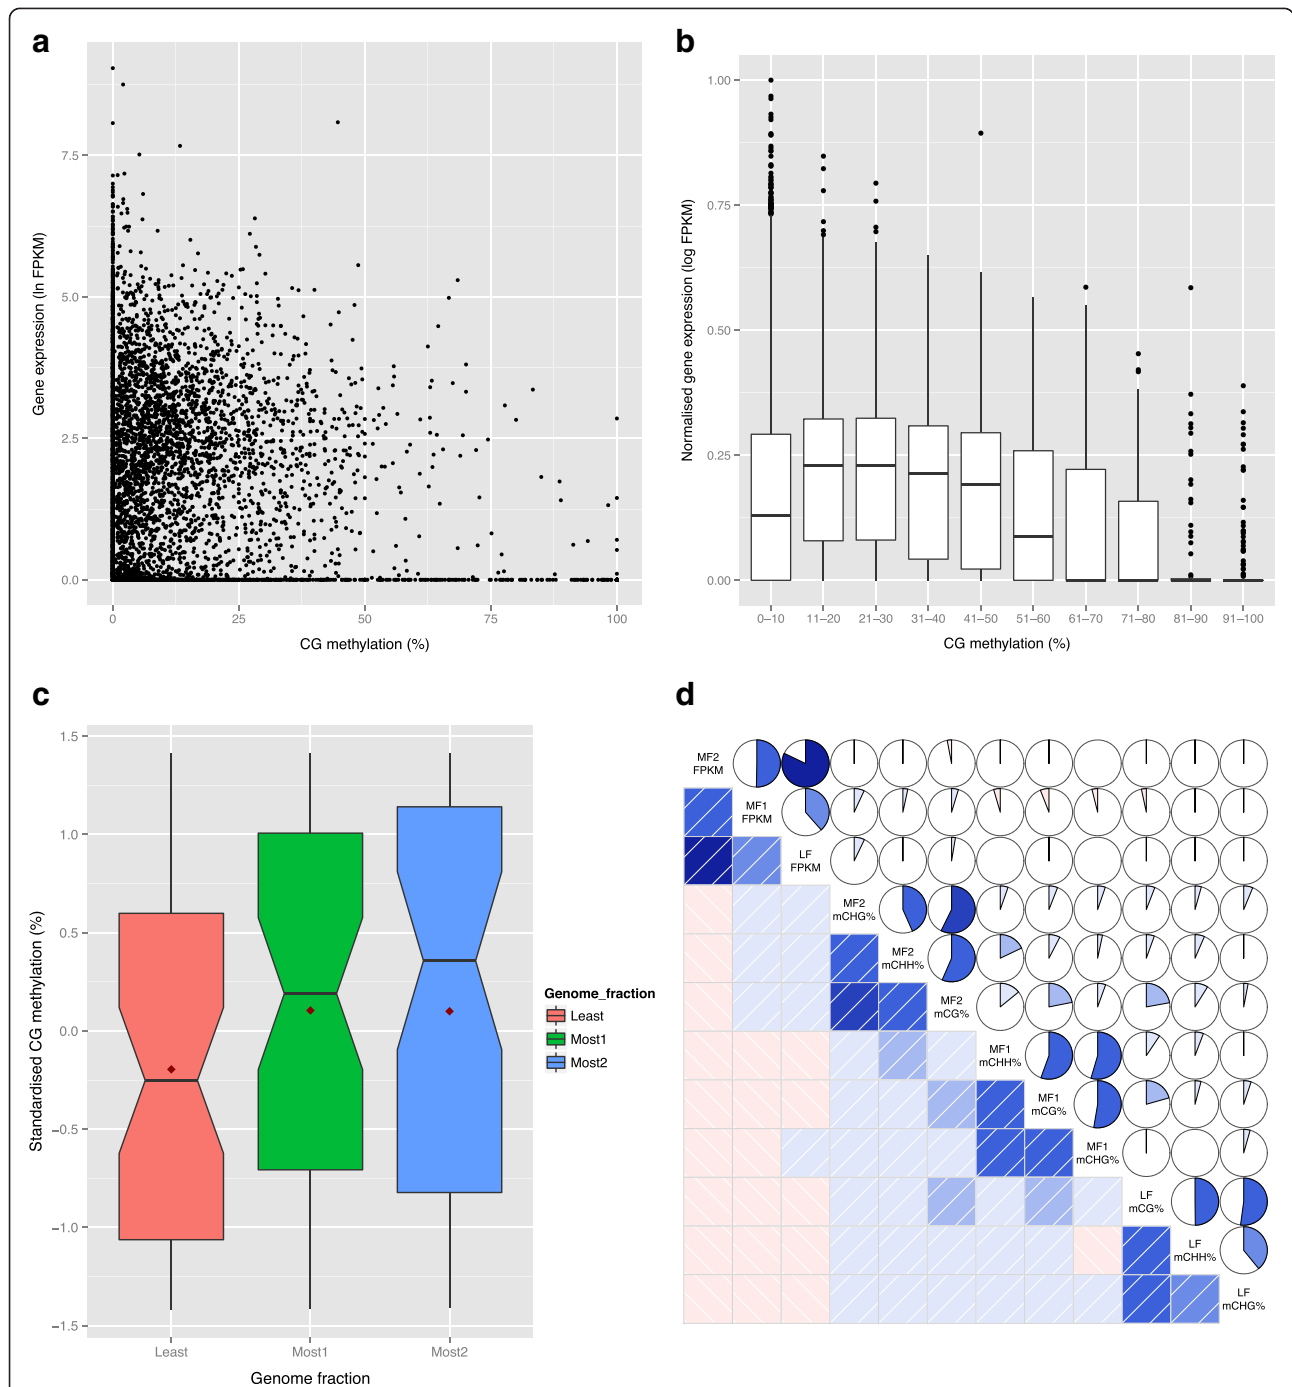 a
Gene expression (ln FPKM)
7.5
5.0
2.5
0.0
0 25 50 75 100
CG methylation (%)
b
Normalised gene expression (log FPKM)
1.00
0.75
0.50
0.25
0.00
0–10 11–20 21–30 31–40 41–50 51–60 61–70 71–80 81–90 91–100
CG methylation (%)
c
Standardised CG methylation (%)
1.5
1.0
0.5
0.0
−0.5
−1.0
−1.5
Least Most1 Most2
Genome fraction
Genome_fraction
Least
Most1
Most2
d
MF2
FPKM
MF1
FPKM
LF
FPKM
MF2
mCHG%
MF2
mCHH%
MF2
mCG%
MF1
mCHH%
MF1
mCG%
MF1
mCHG%
LF
mCG%
LF
mCHH%
LF
mCHG%